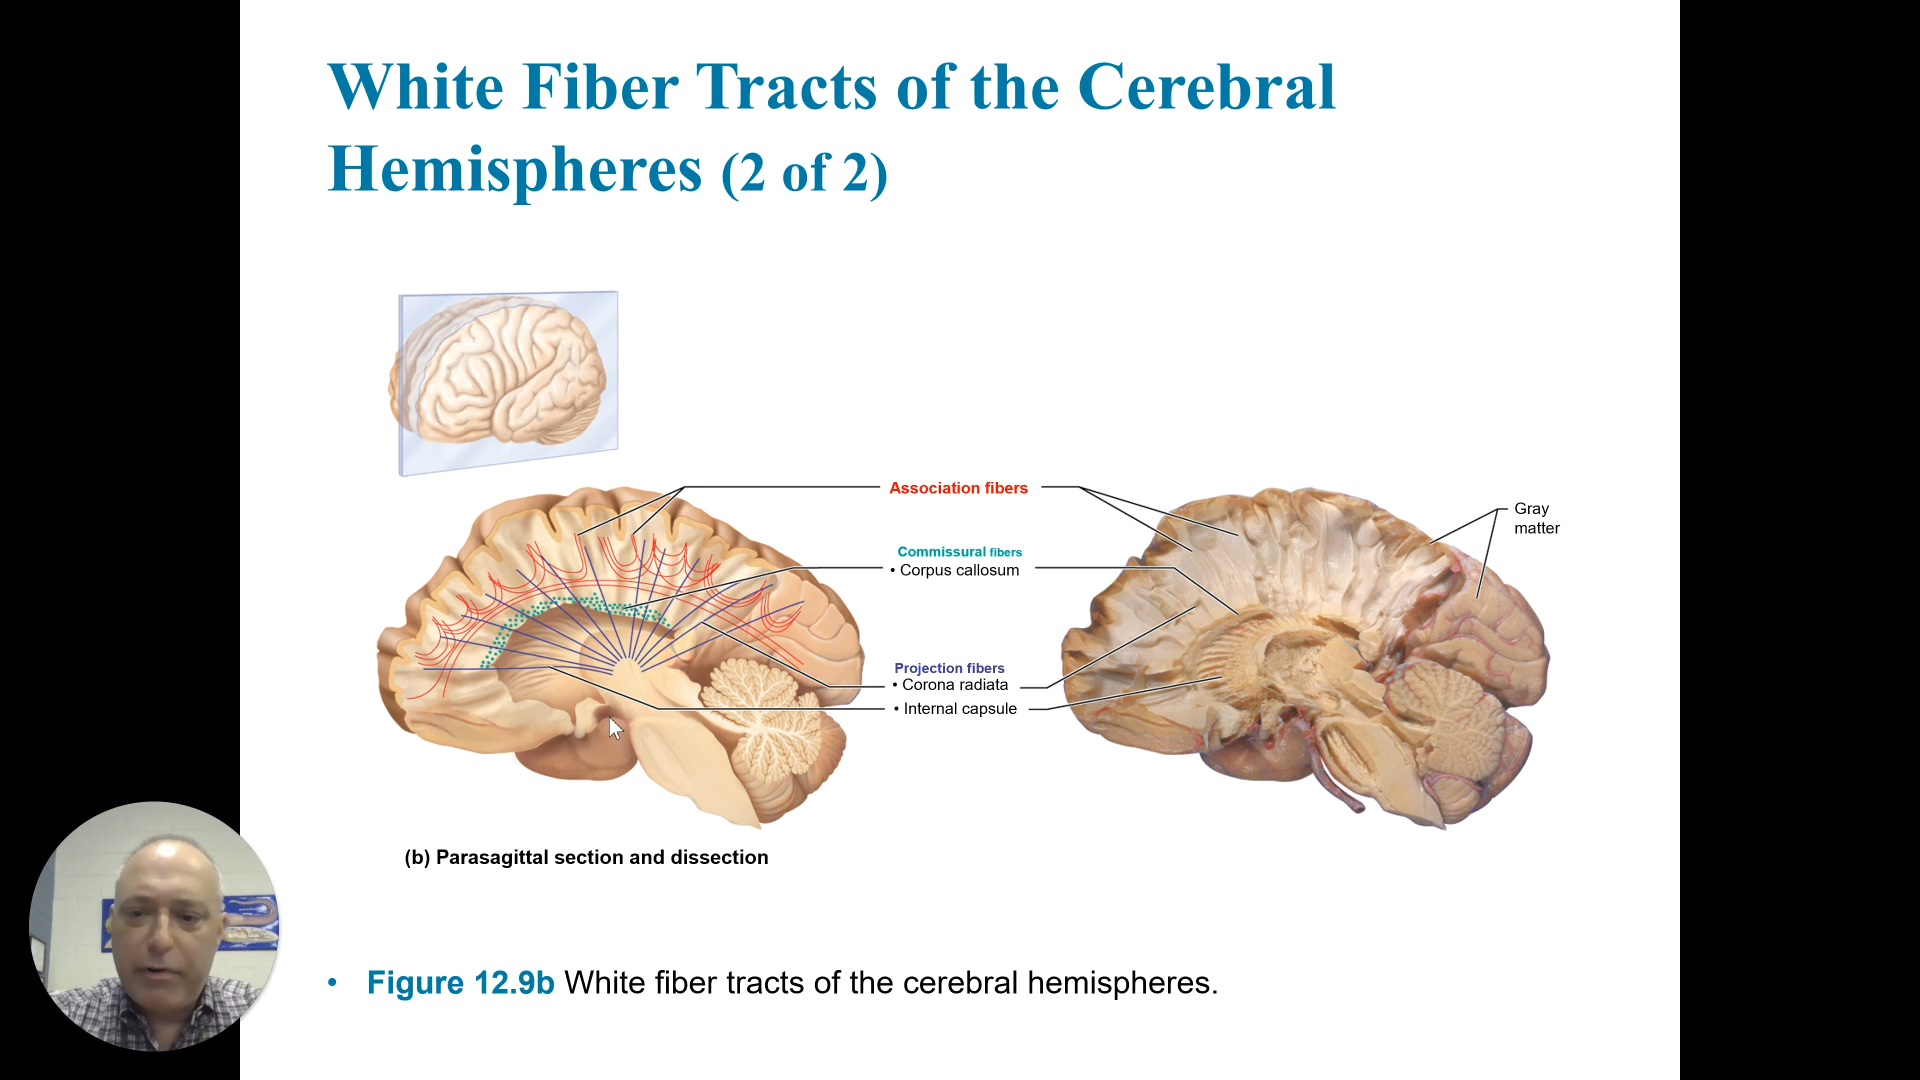 White Fiber Tracts of the Cerebral
Hemispheres (2 of 2)
Association fibers
Gray
matter
Commissural fibers
• Corpus callosum
Projection fibers
• Corona radiata
• Internal capsule
(b) Parasagittal section and dissection
• Figure 12.9b White fiber tracts of the cerebral hemispheres.